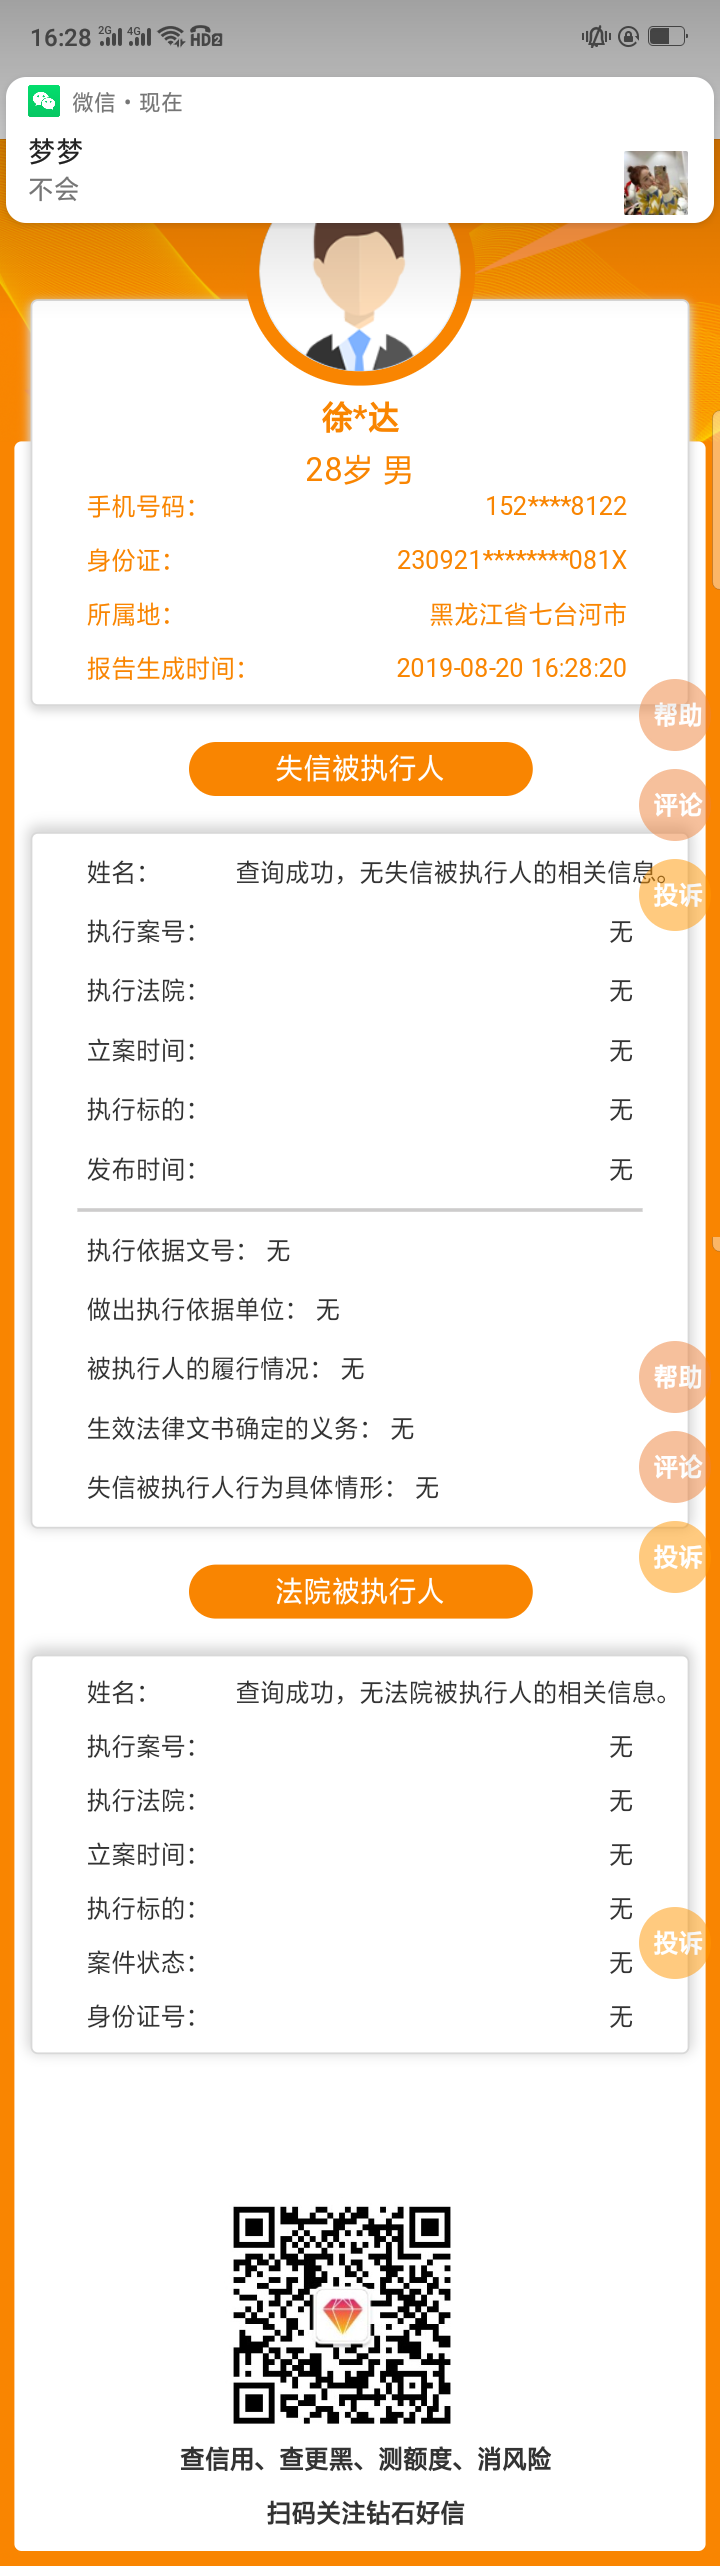 16:28 2G 4G HD2
微信・现在
梦梦
不会
徐*达
28岁 男
手机号码： 152****8122
身份证： 230921********081X
所属地： 黑龙江省七台河市
报告生成时间： 2019-08-20 16:28:20
帮助
失信被执行人
评论
姓名： 查询成功，无失信被执行人的相关信息。
投诉
执行案号： 无
执行法院： 无
立案时间： 无
执行标的： 无
发布时间： 无
执行依据文号： 无
做出执行依据单位： 无
被执行人的履行情况： 无
帮助
生效法律文书确定的义务： 无
评论
失信被执行人行为具体情形： 无
投诉
法院被执行人
姓名： 查询成功，无法院被执行人的相关信息。
执行案号： 无
执行法院： 无
立案时间： 无
执行标的： 无
投诉
案件状态： 无
身份证号： 无
查信用、查更黑、测额度、消风险
扫码关注钻石好信